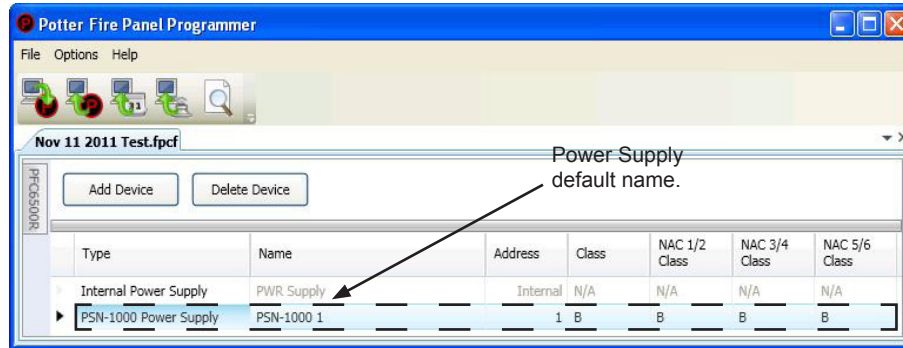 Potter Fire Panel Programmer
File Options Help
Nov 11 2011 Test.fpcf
Power Supply
default name.
PFC6500R
Add Device Delete Device
Type Name Address Class NAC 1/2 Class NAC 3/4 Class NAC 5/6 Class
Internal Power Supply PWR Supply Internal N/A N/A N/A N/A
PSN-1000 Power Supply PSN-1000 1 1 B B B B